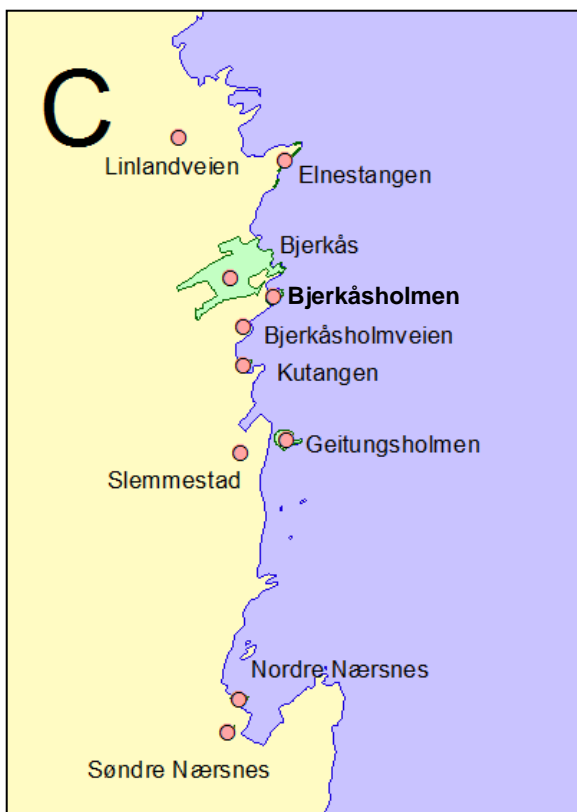 C
Linlandveien
Elnestangen
Bjerkås
Bjerkåsholmen
Bjerkåsholmveien
Kutangen
Geitungsholmen
Slemmestad
Nordre Nærsnes
Søndre Nærsnes